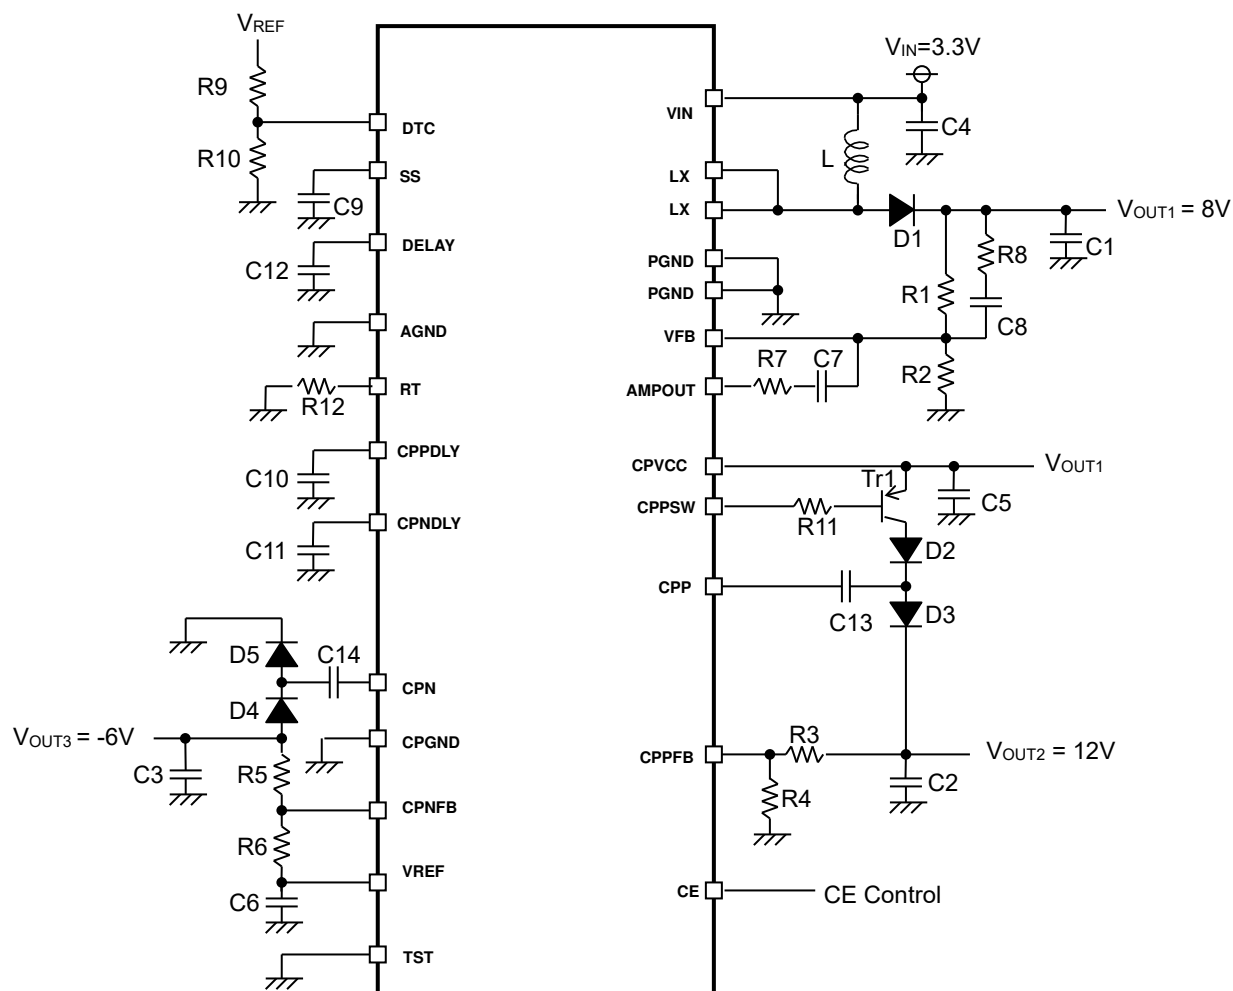 VREF
R9
R10
DTC
SS
C9
DELAY
C12
AGND
RT
R12
CPPDLY
C10
CPNDLY
C11
D5
C14
CPN
D4
VOUT3 = -6V
CPGND
C3
R5
CPNFB
R6
VREF
C6
TST
VIN=3.3V
VIN
C4
L
LX
LX
D1
VOUT1 = 8V
C1
R8
PGND
PGND
R1
C8
VFB
R7
C7
R2
AMPOUT
CPVCC
VOUT1
Tr1
C5
CPPSW
R11
D2
CPP
C13
D3
R3
CPPFB
VOUT2 = 12V
C2
R4
CE
CE Control